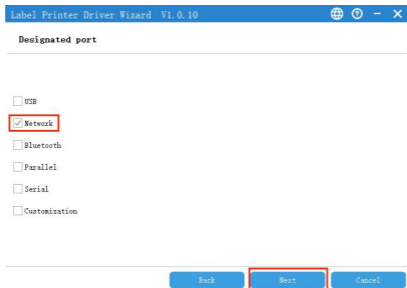 Label Printer Driver Wizard V1.0.10
Designated port
USB
Network
Bluetooth
Parallel
Serial
Customization
Back Next Cancel